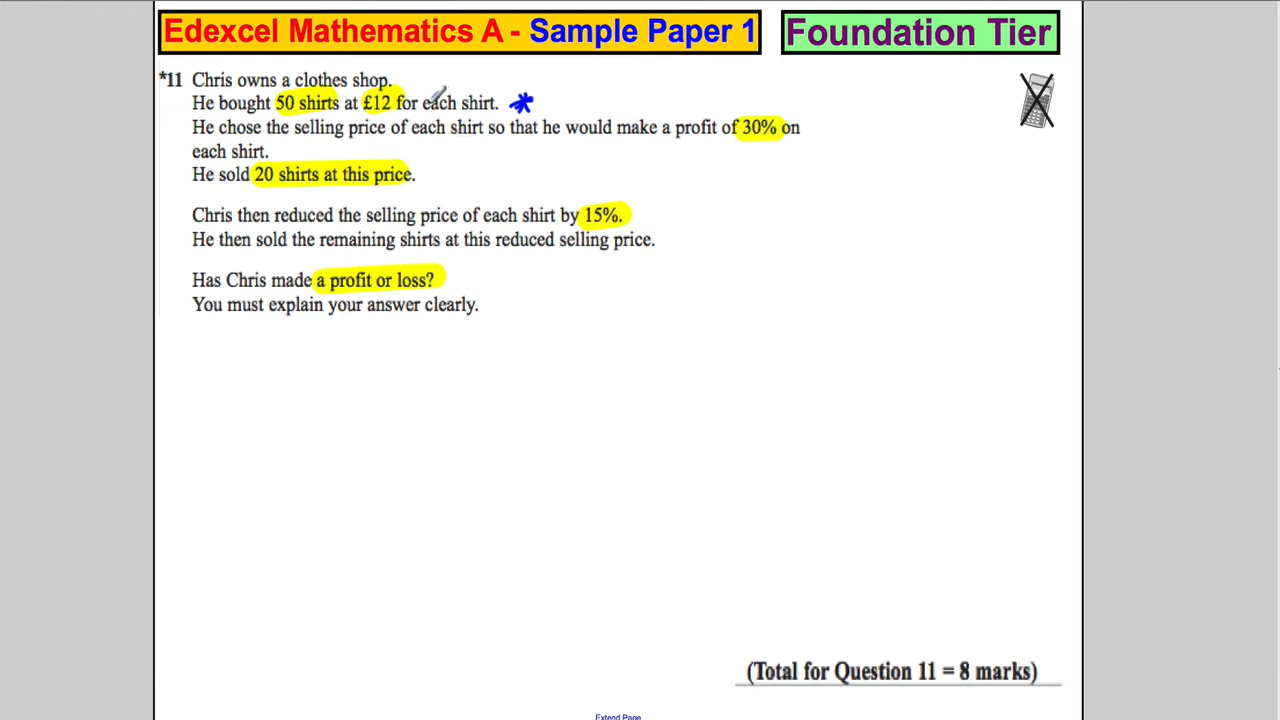 Edexcel Mathematics A - Sample Paper 1
Foundation Tier
*11 Chris owns a clothes shop.
He bought 50 shirts at £12 for each shirt. *
He chose the selling price of each shirt so that he would make a profit of 30% on
each shirt.
He sold 20 shirts at this price.
Chris then reduced the selling price of each shirt by 15%.
He then sold the remaining shirts at this reduced selling price.
Has Chris made a profit or loss?
You must explain your answer clearly.
(Total for Question 11 = 8 marks)
Extend Page